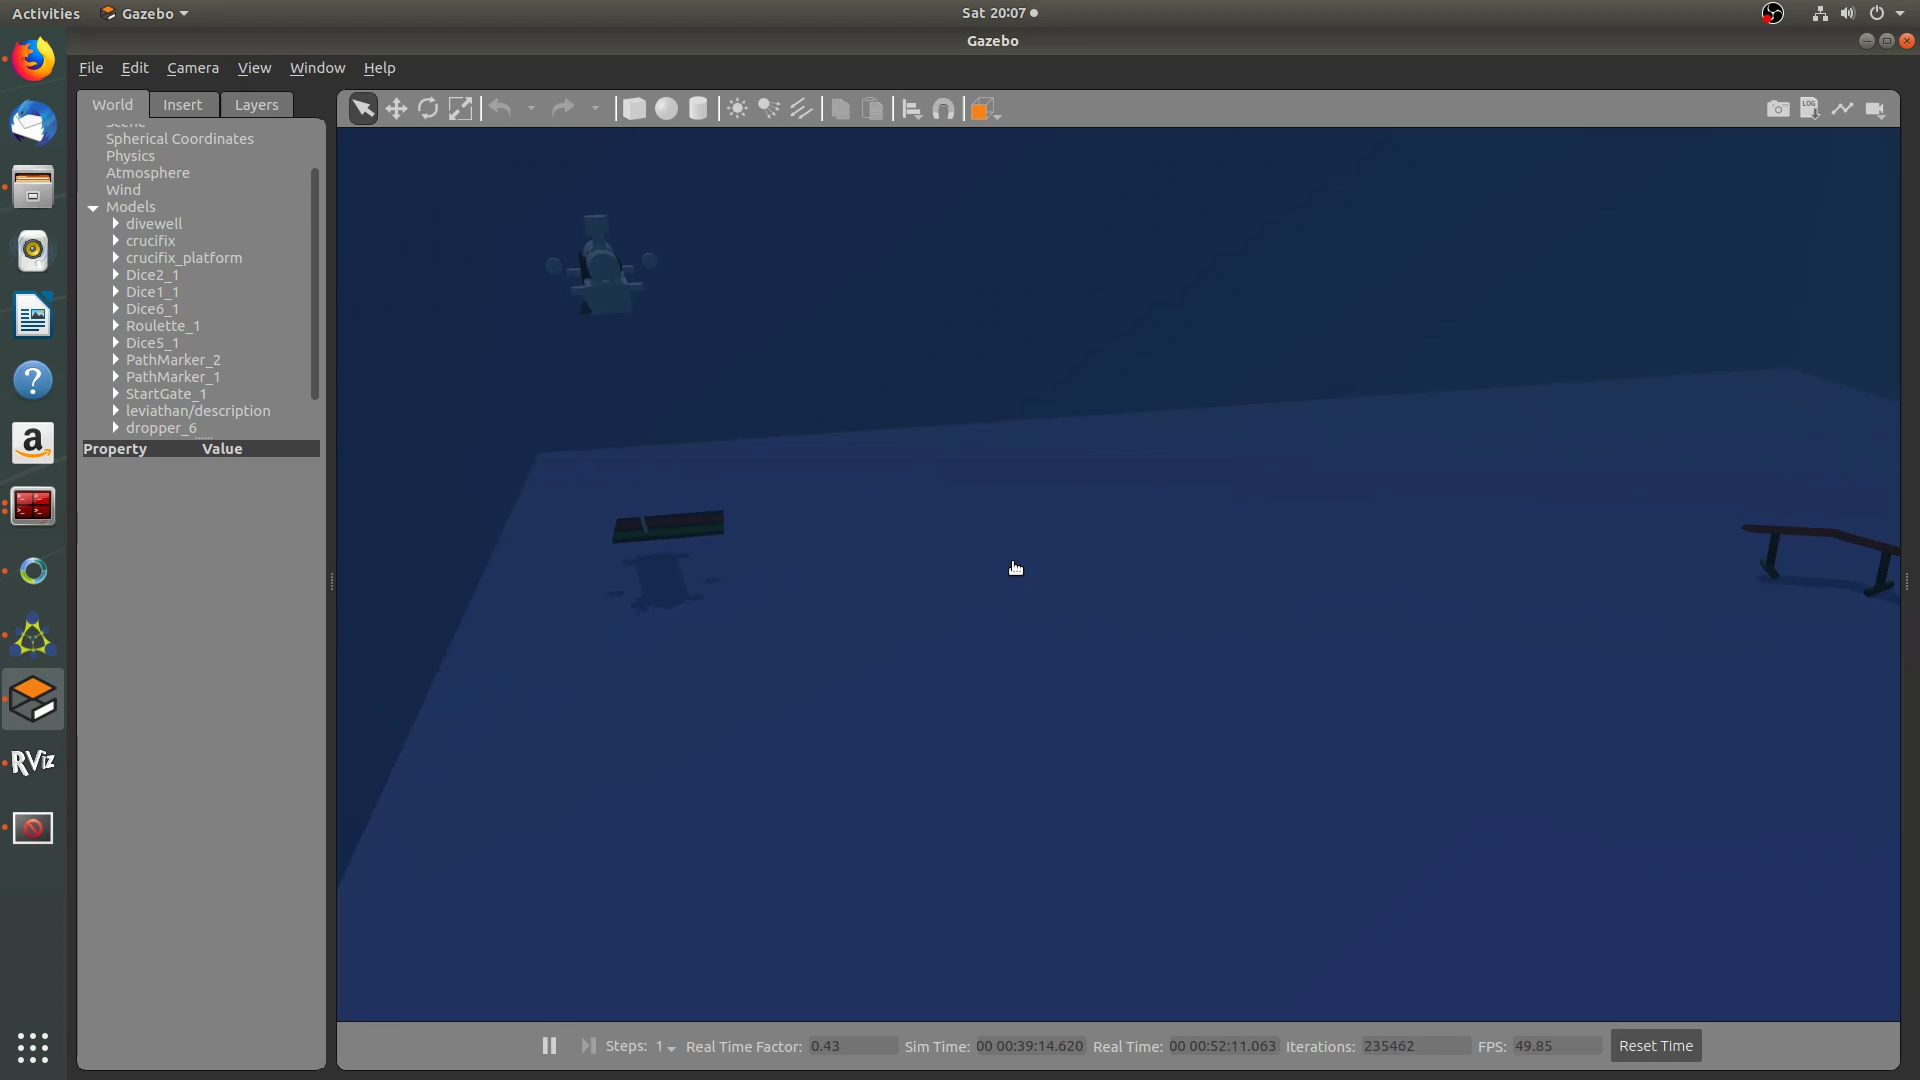 Activities
Gazebo
Sat 20:07
Gazebo
File Edit Camera View Window Help
World Insert Layers
Spherical Coordinates
Physics
Atmosphere
Wind
Models
divewell
crucifix
crucifix_platform
Dice2_1
Dice1_1
Dice6_1
Roulette_1
Dice5_1
PathMarker_2
PathMarker_1
StartGate_1
leviathan/description
dropper_6
Property Value
LOG
a
?
RViz
Steps: 1 Real Time Factor: 0.43 Sim Time: 00 00:39:14.620 Real Time: 00 00:52:11.063 Iterations: 235462 FPS: 49.85 Reset Time